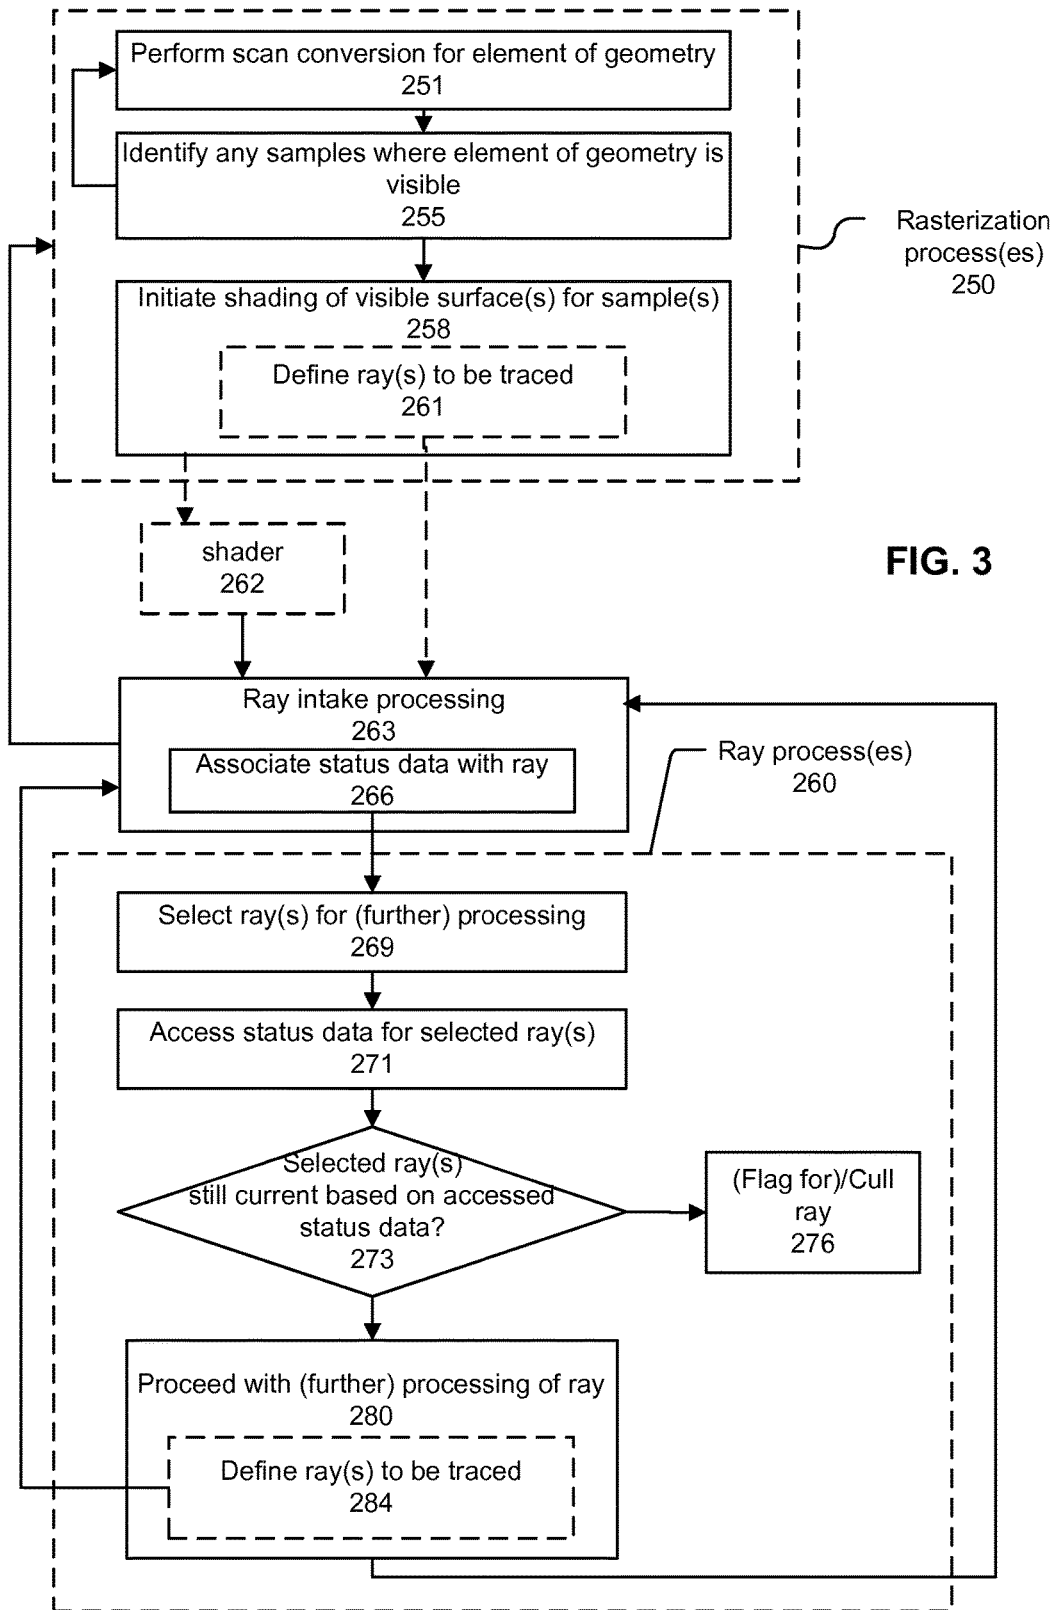 Perform scan conversion for element of geometry
251
Identify any samples where element of geometry is
visible
255
Rasterization
process(es)
250
Initiate shading of visible surface(s) for sample(s)
258
Define ray(s) to be traced
261
shader
262
FIG. 3
Ray intake processing
263
Associate status data with ray
266
Ray process(es)
260
Select ray(s) for (further) processing
269
Access status data for selected ray(s)
271
Selected ray(s)
still current based on accessed
status data?
273
(Flag for)/Cull
ray
276
Proceed with (further) processing of ray
280
Define ray(s) to be traced
284